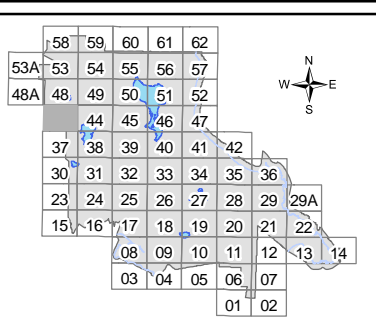 58 59 60 61 62
53A 53 54 55 56 57
N
W E
S
48A 48 49 50 51 52
44 45 46 47
37 38 39 40 41 42
30 31 32 33 34 35 36
23 24 25 26 27 28 29 29A
15 16 17 18 19 20 21 22
08 09 10 11 12 13 14
03 04 05 06 07
01 02